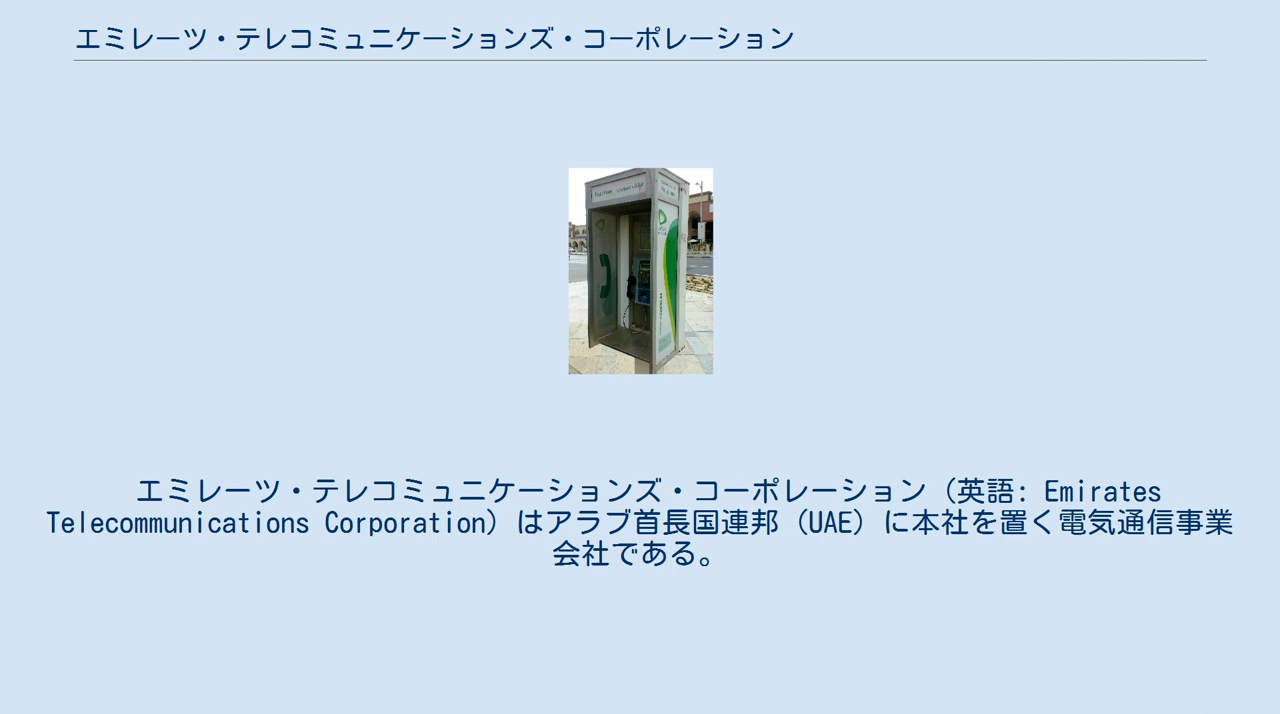 エミレーツ・テレコミュニケーションズ・コーポレーション
エミレーツ・テレコミュニケーションズ・コーポレーション（英語: Emirates
Telecommunications Corporation）はアラブ首長国連邦（UAE）に本社を置く電気通信事業
会社である。